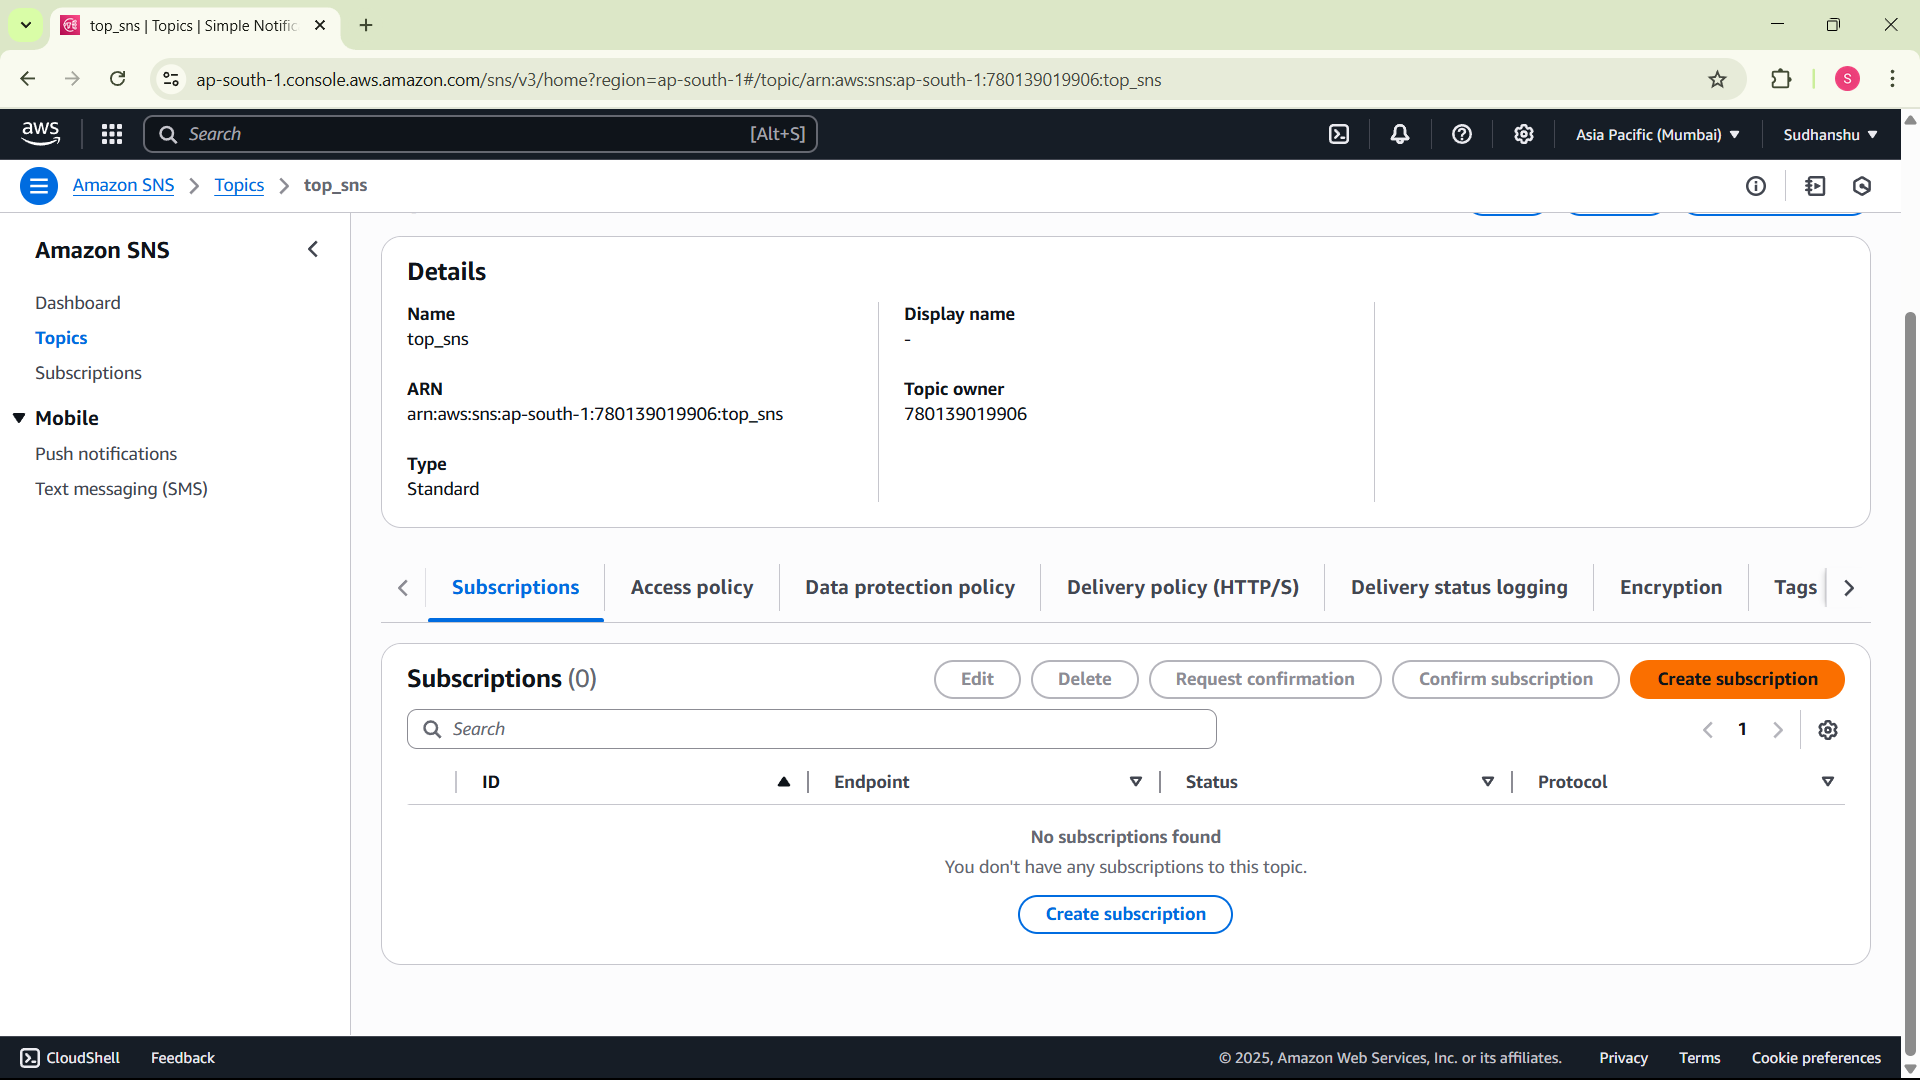 top_sns | Topics | Simple Notific
ap-south-1.console.aws.amazon.com/sns/v3/home?region=ap-south-1#/topic/arn:aws:sns:ap-south-1:780139019906:top_sns
S
aws
Search
[Alt+S]
Asia Pacific (Mumbai)
Sudhanshu
Amazon SNS
Topics
top_sns
Amazon SNS
Dashboard
Topics
Subscriptions
Mobile
Push notifications
Text messaging (SMS)
Details
Name
top_sns
ARN
arn:aws:sns:ap-south-1:780139019906:top_sns
Type
Standard
Display name
-
Topic owner
780139019906
Subscriptions
Access policy
Data protection policy
Delivery policy (HTTP/S)
Delivery status logging
Encryption
Tags
Subscriptions (0)
Edit
Delete
Request confirmation
Confirm subscription
Create subscription
Search
1
ID
Endpoint
Status
Protocol
No subscriptions found
You don't have any subscriptions to this topic.
Create subscription
CloudShell
Feedback
© 2025, Amazon Web Services, Inc. or its affiliates.
Privacy
Terms
Cookie preferences